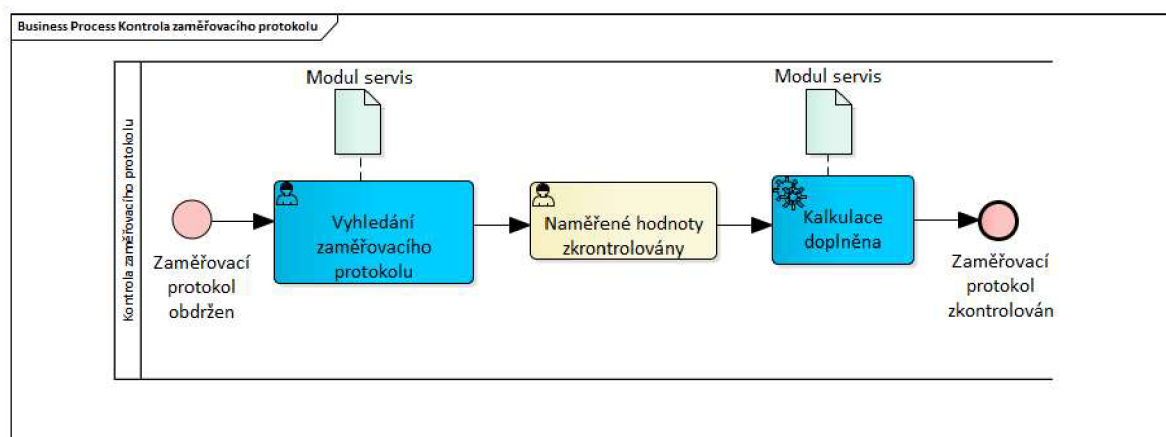 Business Process Kontrola zaměřovacího protokolu
Kontrola zaměřovacího protokolu
Modul servis
Modul servis
Vyhledání
zaměřovacího
protokolu
Naměřené hodnoty
zkrontrolovány
Kalkulace
doplněna
Zaměřovací
protokol
obdržen
Zaměřovací
protokol
zkontrolován